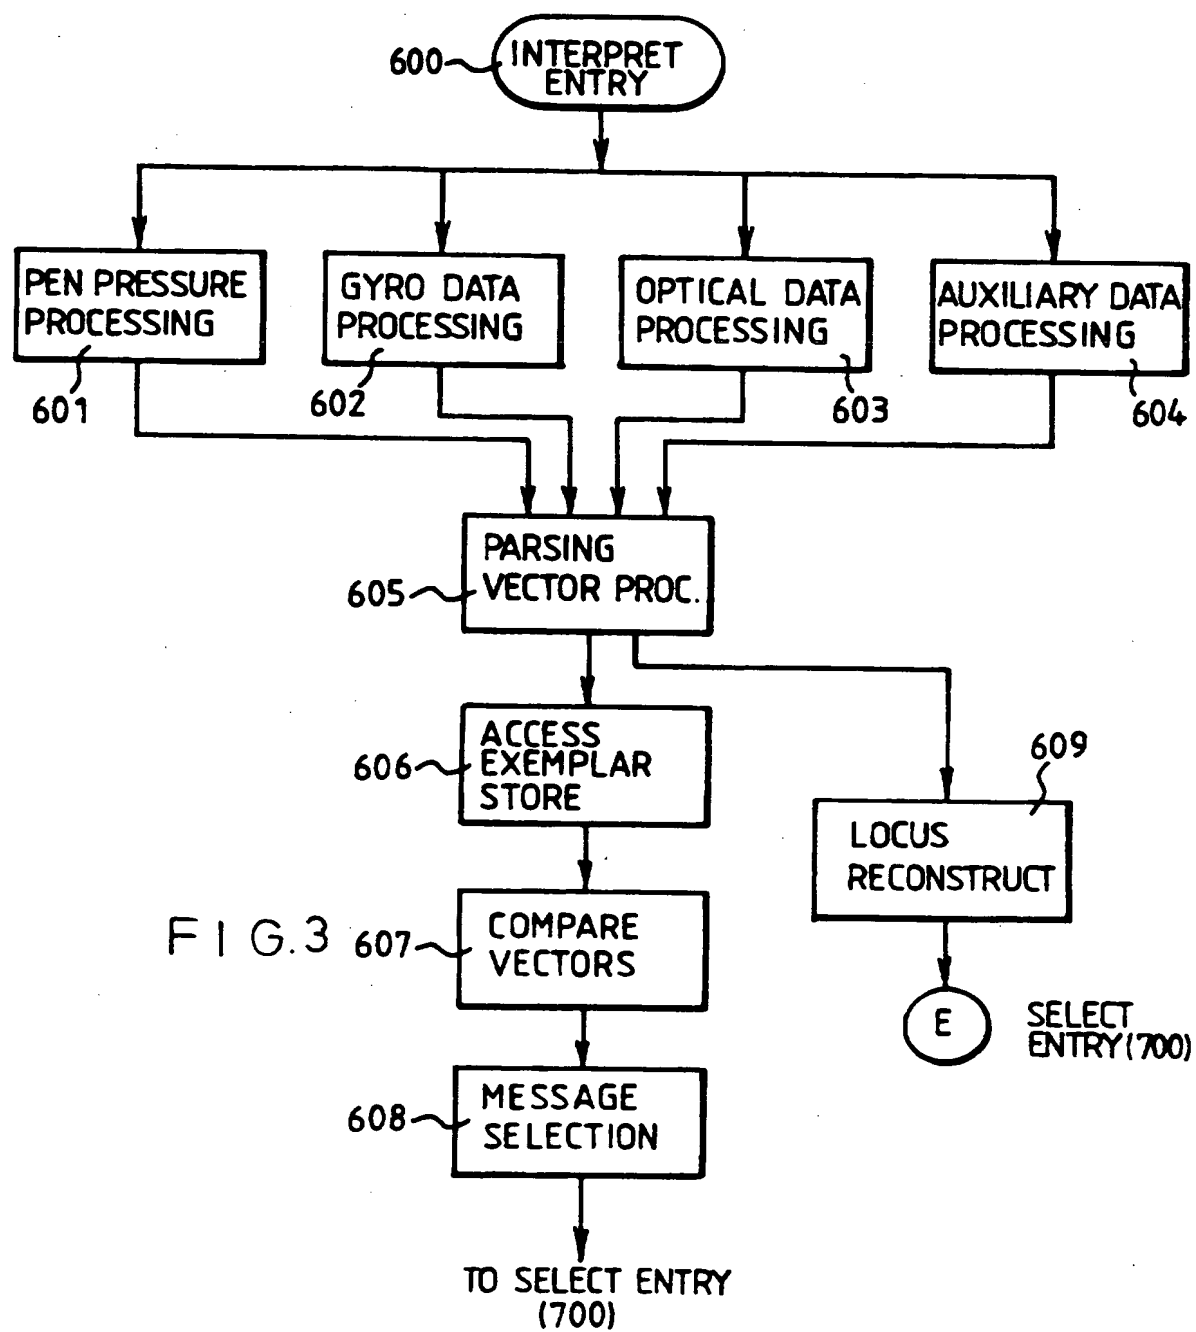 600
INTERPRET
ENTRY
PEN PRESSURE
PROCESSING
601
GYRO DATA
PROCESSING
602
OPTICAL DATA
PROCESSING
603
AUXILIARY DATA
PROCESSING
604
PARSING
VECTOR PROC.
605
ACCESS
EXEMPLAR
STORE
606
609
LOCUS
RECONSTRUCT
FIG.3
607
COMPARE
VECTORS
E
SELECT
ENTRY(700)
608
MESSAGE
SELECTION
TO SELECT ENTRY
(700)